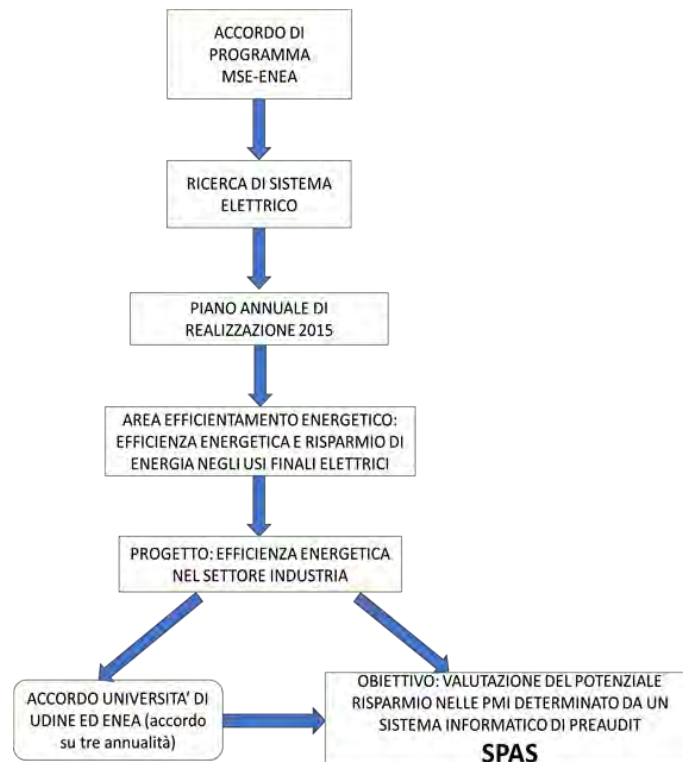 ACCORDO DI
PROGRAMMA
MSE-ENEA
RICERCA DI SISTEMA
ELETTRICO
PIANO ANNUALE DI
REALIZZAZIONE 2015
AREA EFFICIENTAMENTO ENERGETICO:
EFFICIENZA ENERGETICA E RISPARMIO DI
ENERGIA NEGLI USI FINALI ELETTRICI
PROGETTO: EFFICIENZA ENERGETICA
NEL SETTORE INDUSTRIA
ACCORDO UNIVERSITA' DI
UDINE ED ENEA (accordo
su tre annualità)
OBIETTIVO: VALUTAZIONE DEL POTENZIALE
RISPARMIO NELLE PMI DETERMINATO DA UN
SISTEMA INFORMATICO DI PREAUDIT
SPAS